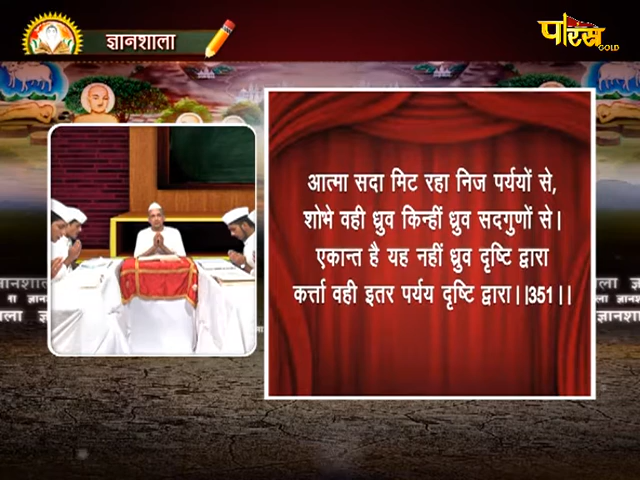 ज्ञानशाला
पारस
GOLD
आत्मा सदा मिट रहा निज पर्ययों से,
शोभे वही ध्रुव किन्हीं ध्रुव सदगुणों से।
एकान्त है यह नहीं ध्रुव दृष्टि द्वारा
कर्त्ता वही इतर पर्यय दृष्टि द्वारा।।351।।